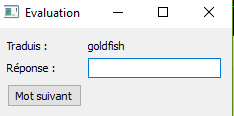 Evaluation
Traduis : goldfish
Réponse :
Mot suivant